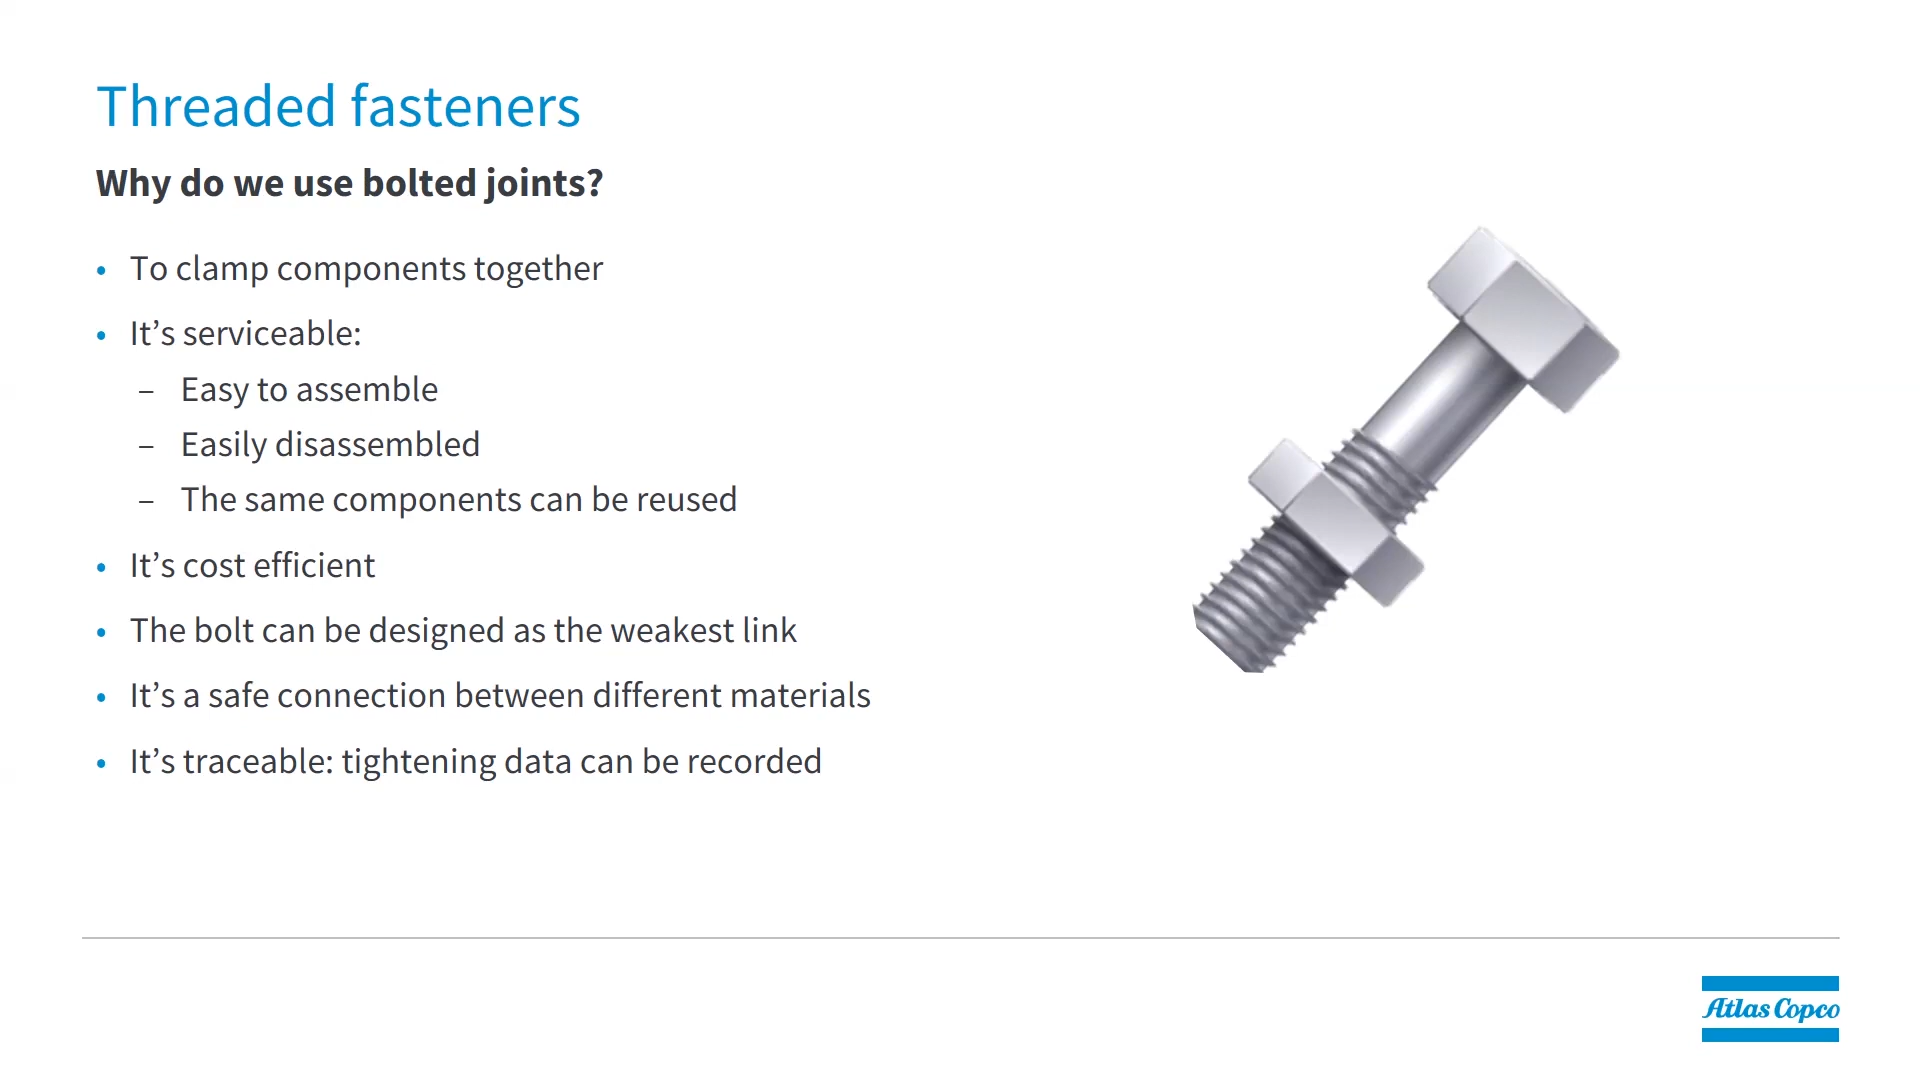 Threaded fasteners
Why do we use bolted joints?
• To clamp components together
• It’s serviceable:
– Easy to assemble
– Easily disassembled
– The same components can be reused
• It’s cost efficient
• The bolt can be designed as the weakest link
• It’s a safe connection between different materials
• It’s traceable: tightening data can be recorded
Atlas Copco